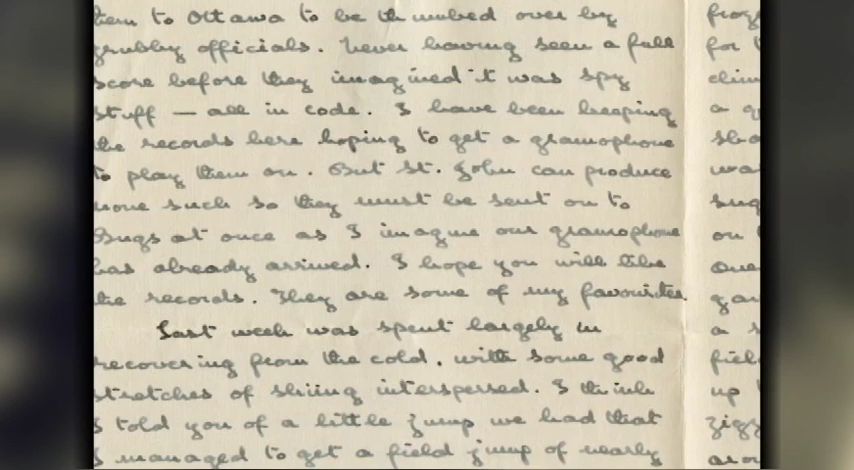 them to Ottawa to be thumbed over by
grubby officials. Never having seen a full
score before they imagined it was spy
stuff — all in code. I have been keeping
the records here hoping to get a gramophone
to play them on. But St. John can produce
none such so they must be sent on to
Bugs at once as I imagine our gramophone
has already arrived. I hope you will like
the records. They are some of my favourites.
Last week was spent largely in
recovering from the cold, with some good
stretches of skiing interspersed. I think
I told you of a little jump we had that
I managed to get a field jump of nearly